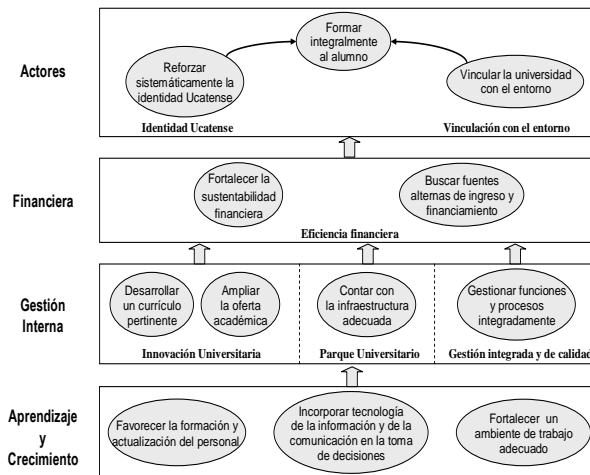 Actores
Formar
integralmente
al alumno
Reforzar
sistemáticamente la
identidad Ucatense
Vincular la universidad
con el entorno
Identidad Ucatense
Vinculación con el entorno
Financiera
Fortalecer la
sustentabilidad
financiera
Buscar fuentes
alternas de ingreso y
financiamiento
Eficiencia financiera
Gestión
Interna
Desarrollar
un currículo
pertinente
Ampliar
la oferta
académica
Contar con
la infraestructura
adecuada
Gestionar funciones
y procesos
integradamente
Innovación Universitaria
Parque Universitario
Gestión integrada y de calidad
Aprendizaje
y
Crecimiento
Favorecer la formación y
actualización del personal
Incorporar tecnología
de la información y de la
comunicación en la toma
de decisiones
Fortalecer un
ambiente de trabajo
adecuado